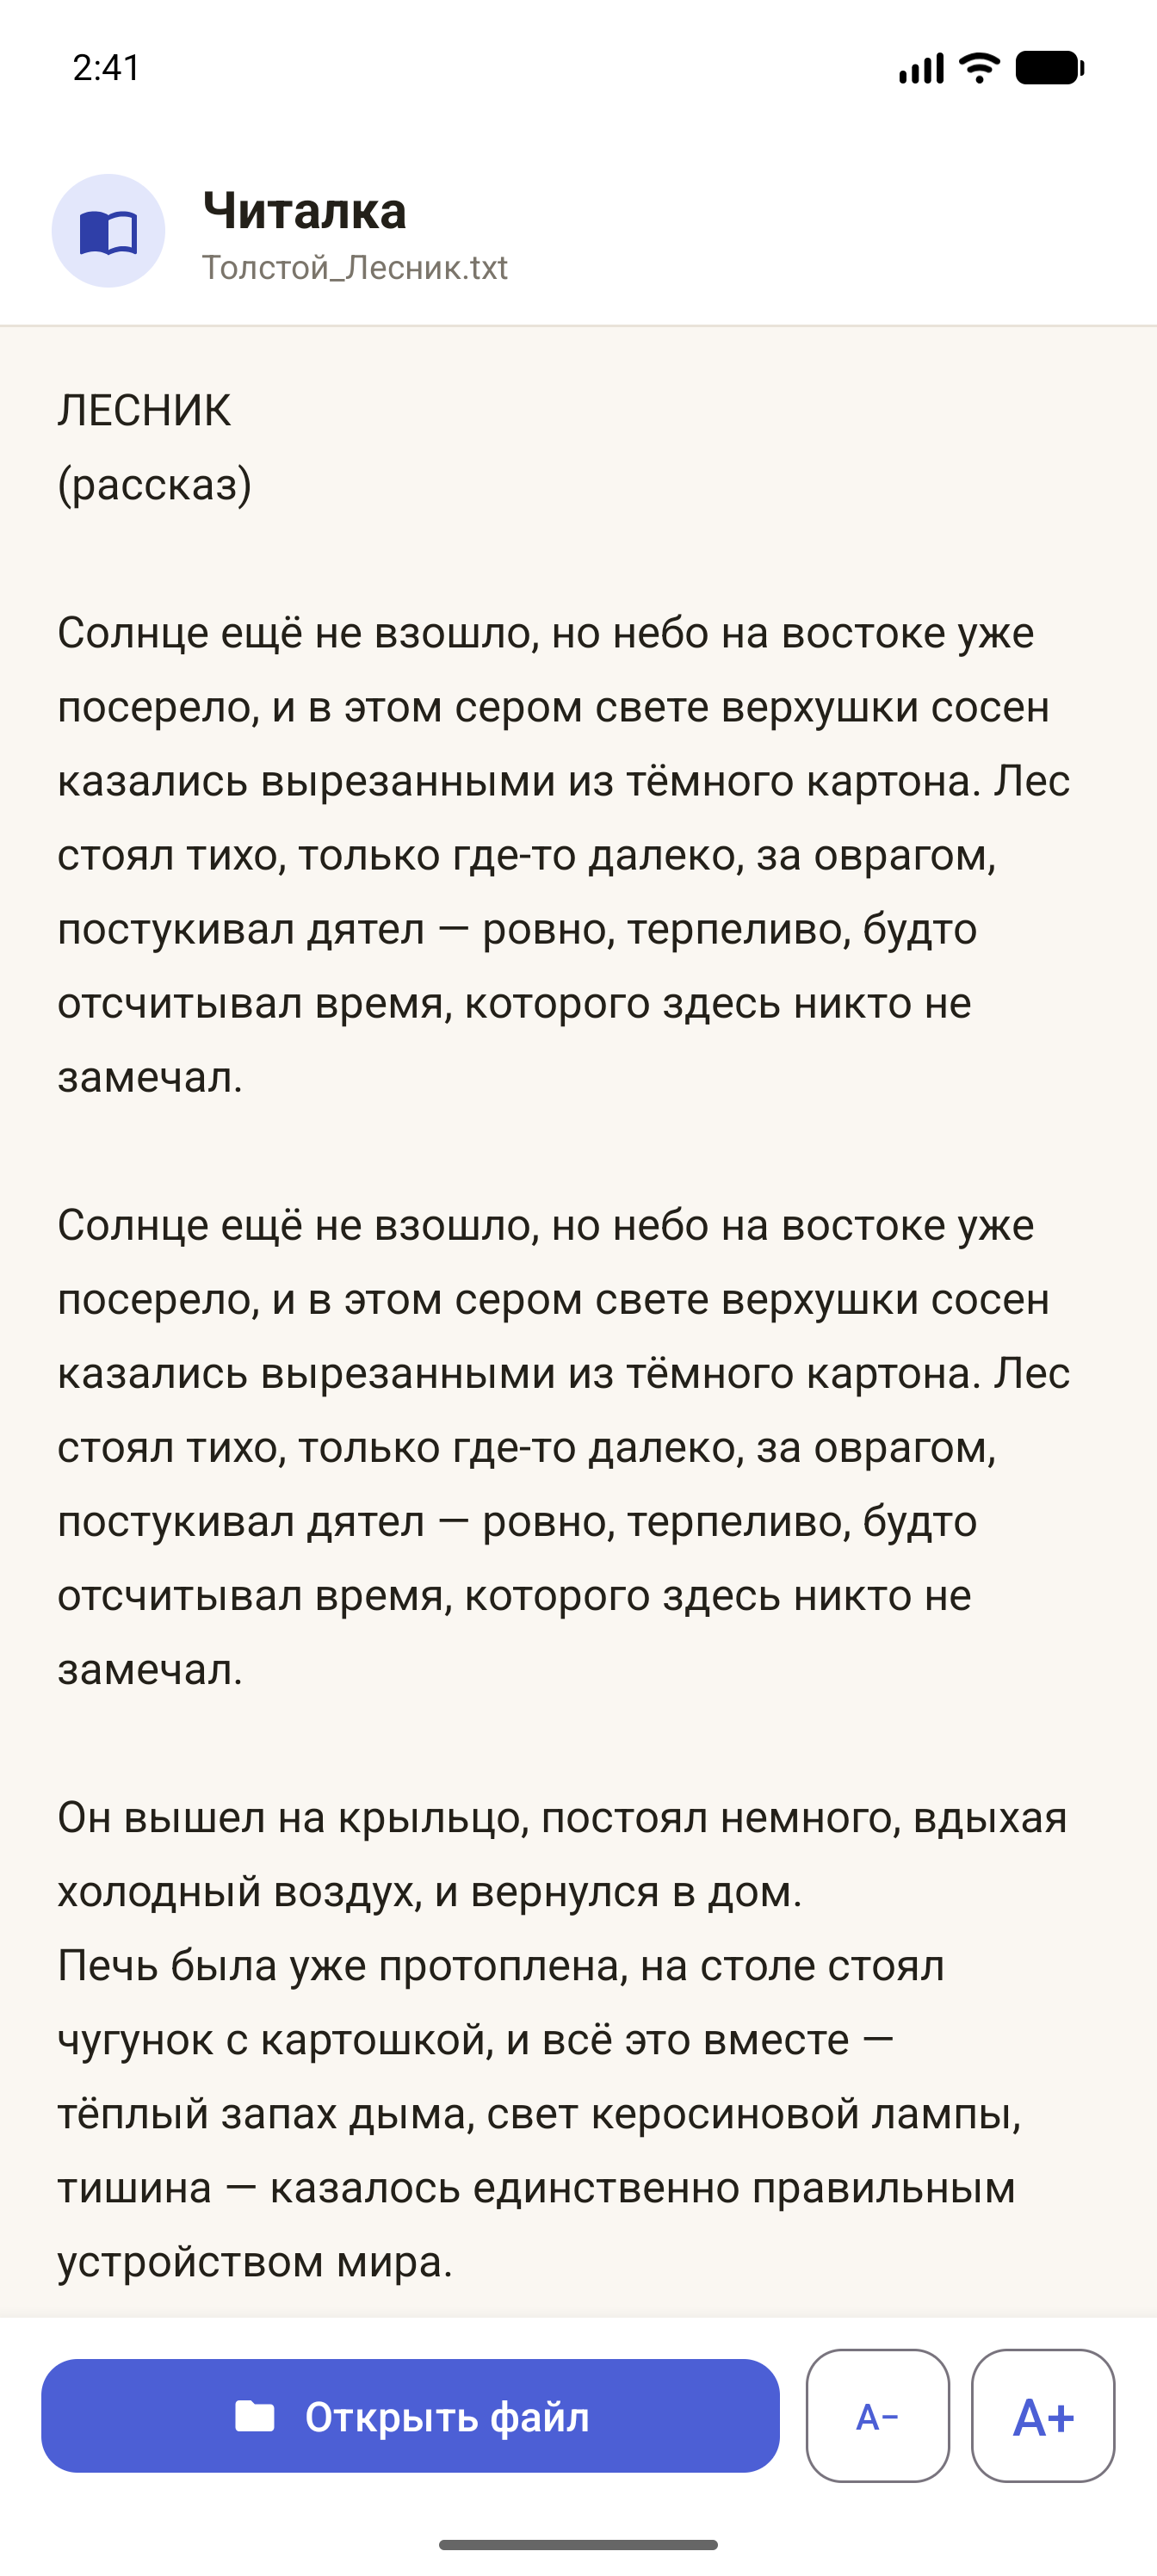 2:41
Читалка
Толстой_Лесник.txt
ЛЕСНИК
(рассказ)
Солнце ещё не взошло, но небо на востоке уже
посерело, и в этом сером свете верхушки сосен
казались вырезанными из тёмного картона. Лес
стоял тихо, только где-то далеко, за оврагом,
постукивал дятел — ровно, терпеливо, будто
отсчитывал время, которого здесь никто не
замечал.
Солнце ещё не взошло, но небо на востоке уже
посерело, и в этом сером свете верхушки сосен
казались вырезанными из тёмного картона. Лес
стоял тихо, только где-то далеко, за оврагом,
постукивал дятел — ровно, терпеливо, будто
отсчитывал время, которого здесь никто не
замечал.
Он вышел на крыльцо, постоял немного, вдыхая
холодный воздух, и вернулся в дом.
Печь была уже протоплена, на столе стоял
чугунок с картошкой, и всё это вместе —
тёплый запах дыма, свет керосиновой лампы,
тишина — казалось единственно правильным
устройством мира.
Открыть файл
A−
A+